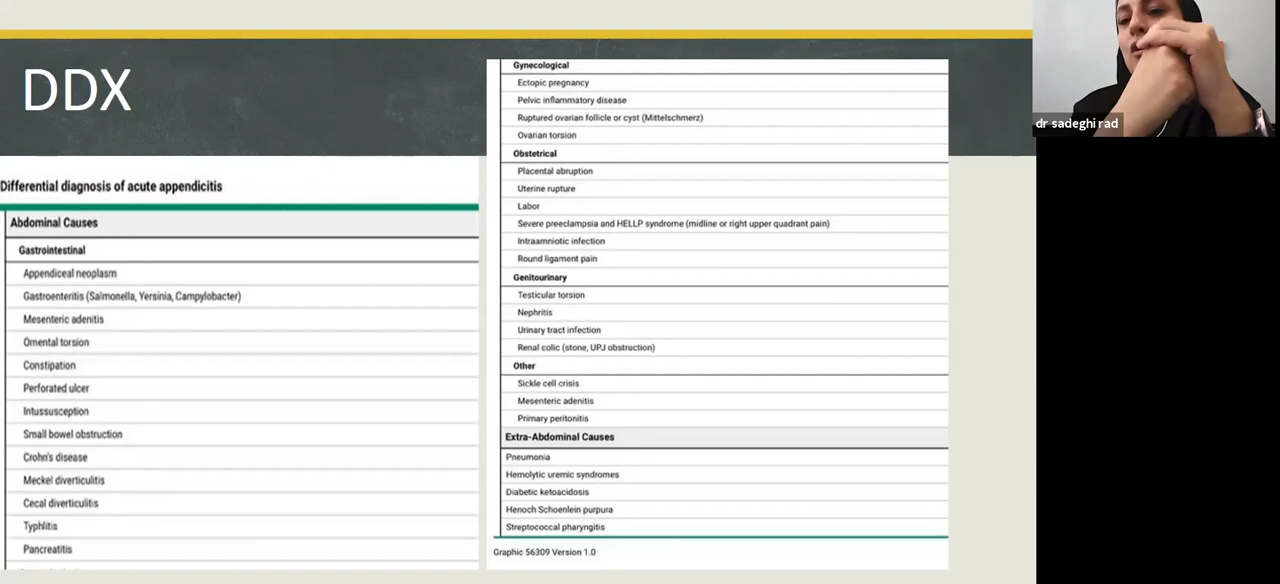 DDX
Differential diagnosis of acute appendicitis
Abdominal Causes
Gastrointestinal
Appendiceal neoplasm
Gastroenteritis (Salmonella, Yersinia, Campylobacter)
Mesenteric adenitis
Omental torsion
Constipation
Perforated ulcer
Intussusception
Small bowel obstruction
Crohn's disease
Meckel diverticulitis
Cecal diverticulitis
Typhlitis
Pancreatitis
Gynecological
Ectopic pregnancy
Pelvic inflammatory disease
Ruptured ovarian follicle or cyst (Mittelschmerz)
Ovarian torsion
Obstetrical
Placental abruption
Uterine rupture
Labor
Severe preeclampsia and HELLP syndrome (midline or right upper quadrant pain)
Intraamniotic infection
Round ligament pain
Genitourinary
Testicular torsion
Nephritis
Urinary tract infection
Renal colic (stone, UPJ obstruction)
Other
Sickle cell crisis
Mesenteric adenitis
Primary peritonitis
Extra-Abdominal Causes
Pneumonia
Hemolytic uremic syndromes
Diabetic ketoacidosis
Henoch Schoenlein purpura
Streptococcal pharyngitis
Graphic 56309 Version 1.0
dr sadeghi rad